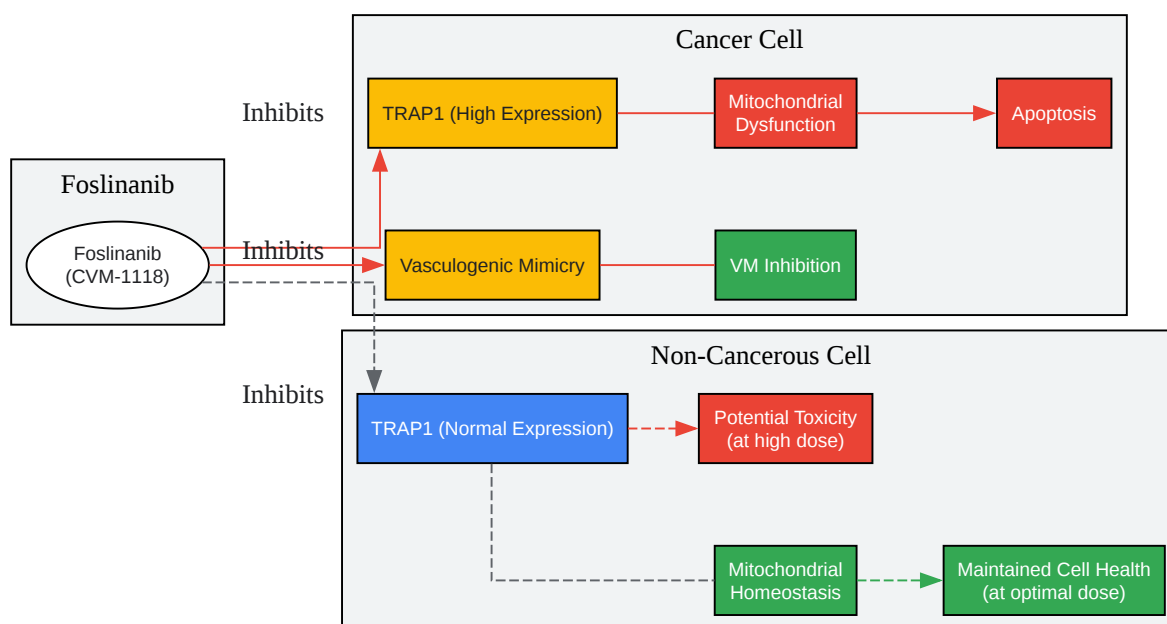 Cancer Cell
Inhibits
TRAP1 (High Expression)
Mitochondrial
Dysfunction
Apoptosis
Foslinanib
Foslinanib
(CVM-1118)
Inhibits
Vasculogenic Mimicry
VM Inhibition
Non-Cancerous Cell
Inhibits
TRAP1 (Normal Expression)
Potential Toxicity
(at high dose)
Mitochondrial
Homeostasis
Maintained Cell Health
(at optimal dose)